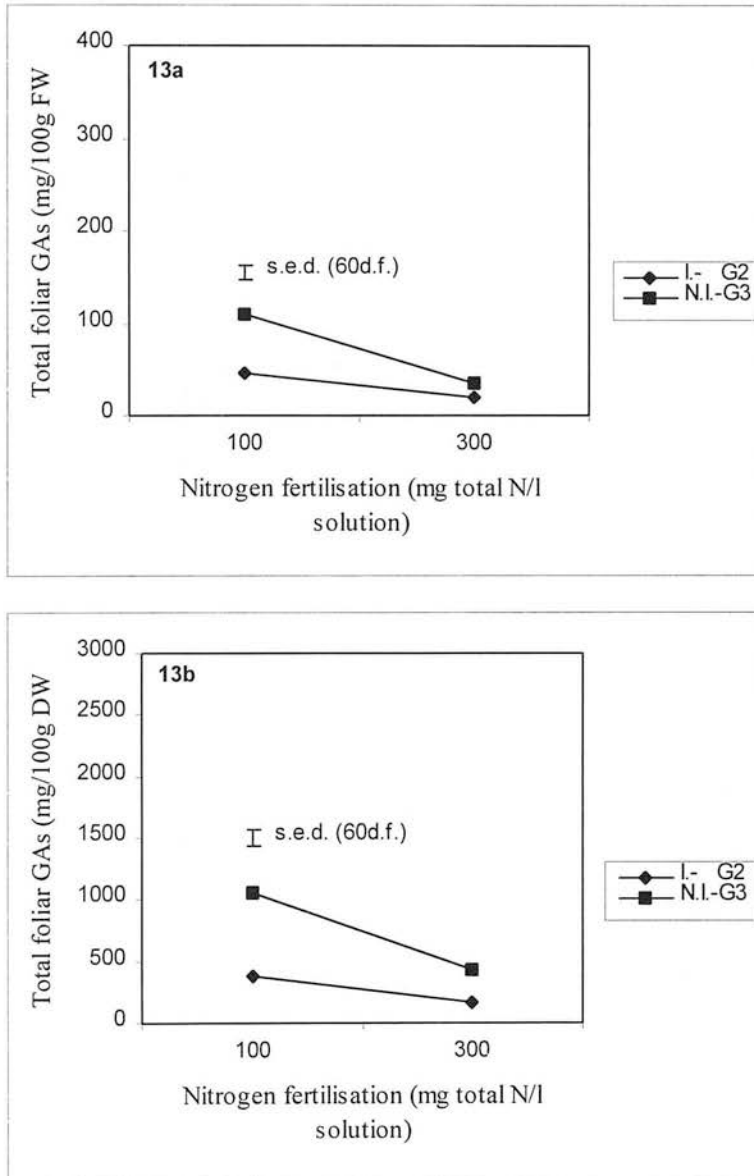 13a
Total foliar GAs (mg/100g FW)
400
300
200
100
0
s.e.d. (60d.f.)
100
300
Nitrogen fertilisation (mg total N/l
solution)
I.- G2
N.I.-G3
13b
Total foliar GAs (mg/100g DW)
3000
2500
2000
1500
1000
500
0
s.e.d. (60d.f.)
100
300
Nitrogen fertilisation (mg total N/l
solution)
I.- G2
N.I.-G3